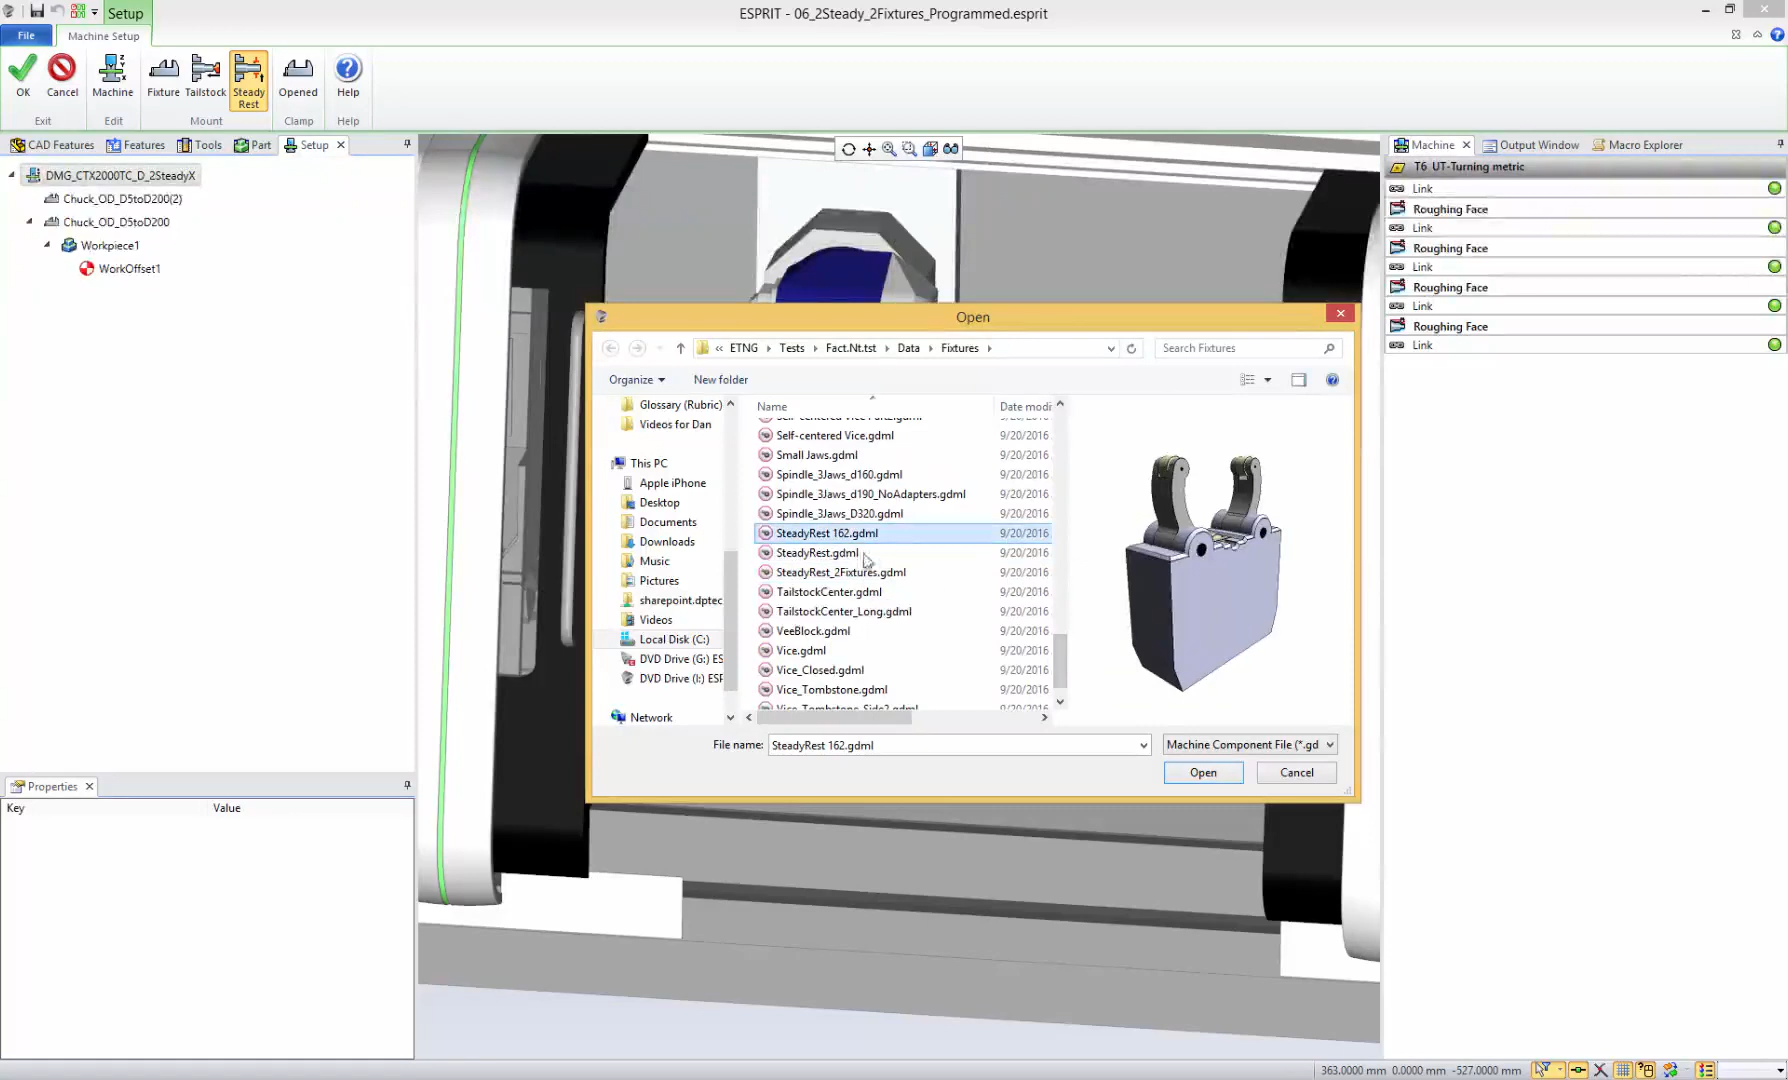 Setup
ESPRIT - 06_2Steady_2Fixtures_Programmed.esprit
File
Machine Setup
OK
Cancel
Machine
Fixture
Tailstock
Steady
Rest
Opened
Help
Exit
Edit
Mount
Clamp
Help
CAD Features
Features
Tools
Part
Setup
DMG_CTX2000TC_D_2SteadyX
Chuck_OD_D5toD200(2)
Chuck_OD_D5toD200
Workpiece1
WorkOffset1
Properties
Key
Value
Open
« ETNG
Tests
Fact.Nt.tst
Data
Fixtures
Search Fixtures
Organize
New folder
Glossary (Rubric)
Videos for Dan
This PC
Apple iPhone
Desktop
Documents
Downloads
Music
Pictures
sharepoint.dptec
Videos
Local Disk (C:)
DVD Drive (G:) ES
DVD Drive (I:) ESP
Network
Name
Date modi
Self-centered Vice.gdml 9/20/2016
Small Jaws.gdml 9/20/2016
Spindle_3Jaws_d160.gdml 9/20/2016
Spindle_3Jaws_d190_NoAdapters.gdml 9/20/2016
Spindle_3Jaws_D320.gdml 9/20/2016
SteadyRest 162.gdml 9/20/2016
SteadyRest.gdml 9/20/2016
SteadyRest_2Fixtures.gdml 9/20/2016
TailstockCenter.gdml 9/20/2016
TailstockCenter_Long.gdml 9/20/2016
VeeBlock.gdml 9/20/2016
Vice.gdml 9/20/2016
Vice_Closed.gdml 9/20/2016
Vice_Tombstone.gdml 9/20/2016
File name:
SteadyRest 162.gdml
Machine Component File (*.gd
Open
Cancel
Machine
Output Window
Macro Explorer
T6 UT-Turning metric
Link
Roughing Face
Link
Roughing Face
Link
Roughing Face
Link
Roughing Face
Link
363.0000 mm 0.0000 mm -527.0000 mm